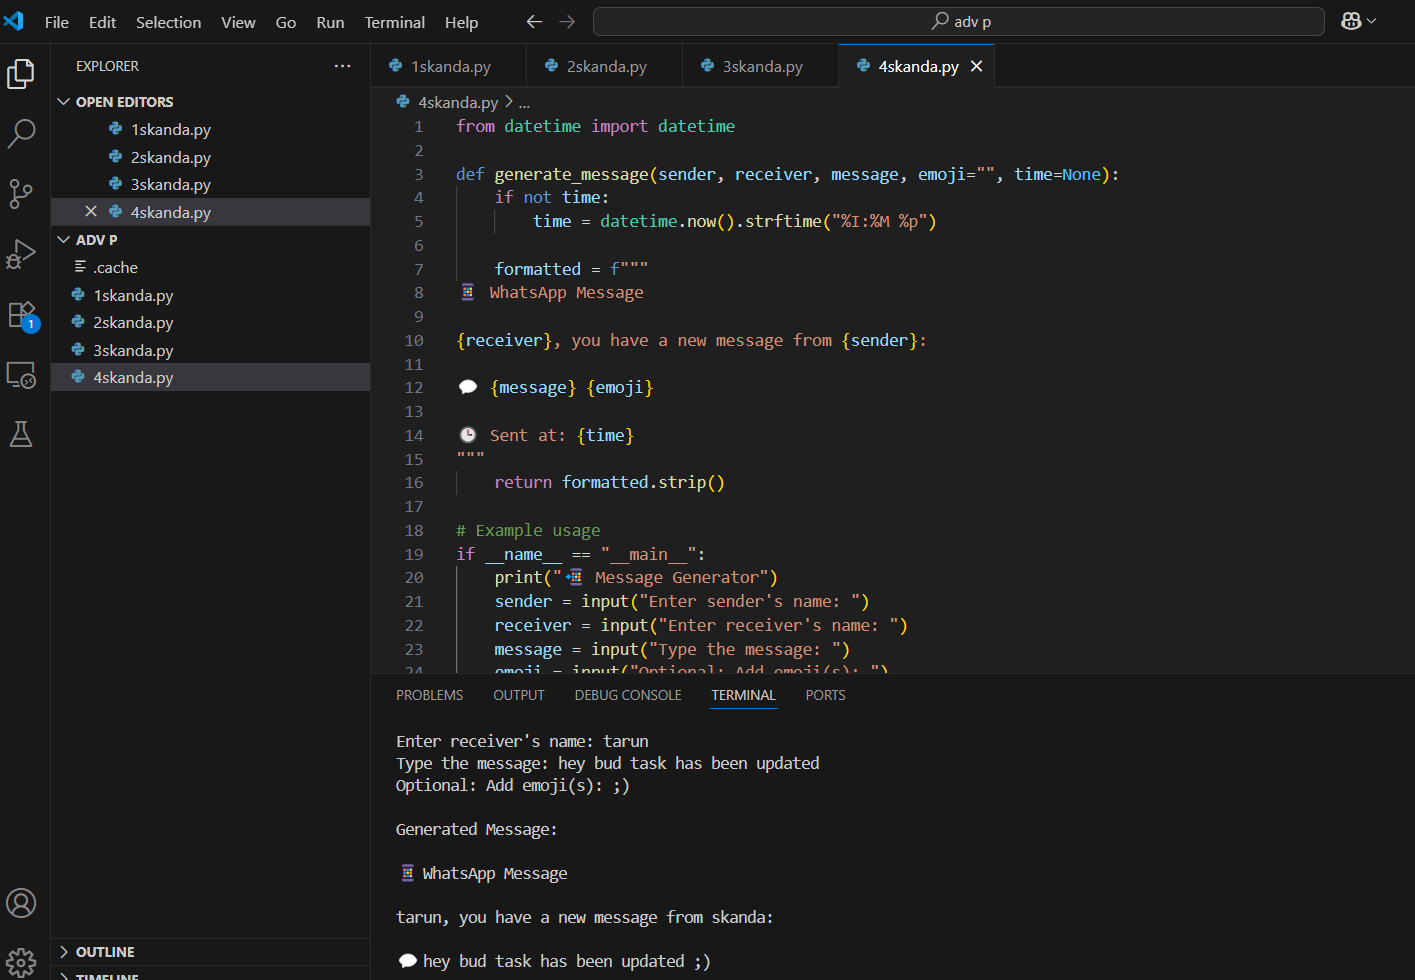 File Edit Selection View Go Run Terminal Help
adv p
EXPLORER
OPEN EDITORS
1skanda.py
2skanda.py
3skanda.py
4skanda.py
ADV P
.cache
1skanda.py
2skanda.py
3skanda.py
4skanda.py
1
OUTLINE
TIMELINE
1skanda.py 2skanda.py 3skanda.py 4skanda.py
4skanda.py > ...
1 from datetime import datetime
2
3 def generate_message(sender, receiver, message, emoji="", time=None):
4 if not time:
5 time = datetime.now().strftime("%I:%M %p")
6
7 formatted = f"""
8 📱 WhatsApp Message
9
10 {receiver}, you have a new message from {sender}:
11
12 💬 {message} {emoji}
13
14 🕒 Sent at: {time}
15 """
16 return formatted.strip()
17
18 # Example usage
19 if __name__ == "__main__":
20 print("📲 Message Generator")
21 sender = input("Enter sender's name: ")
22 receiver = input("Enter receiver's name: ")
23 message = input("Type the message: ")
24 emoji = input("Optional: Add emoji(s): ")
PROBLEMS OUTPUT DEBUG CONSOLE TERMINAL PORTS
Enter receiver's name: tarun
Type the message: hey bud task has been updated
Optional: Add emoji(s): ;)
Generated Message:
📱 WhatsApp Message
tarun, you have a new message from skanda:
💬 hey bud task has been updated ;)